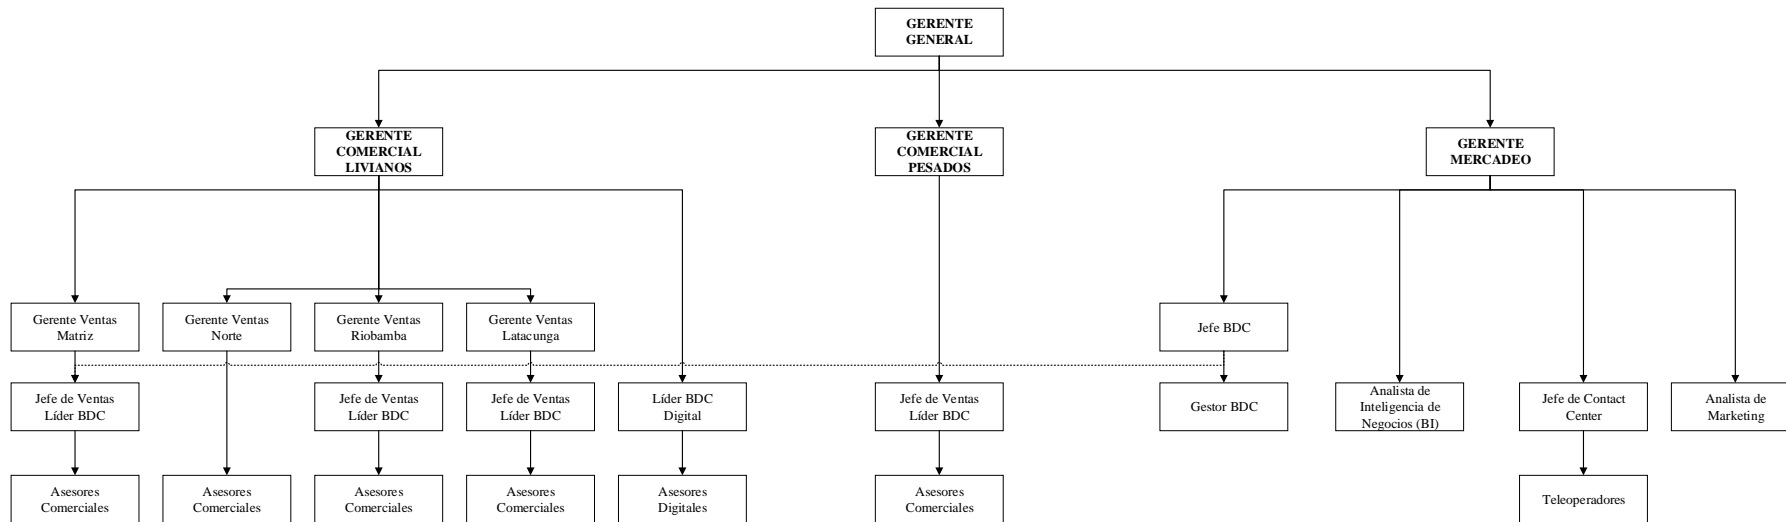 GERENTE
GENERAL
GERENTE
COMERCIAL
LIVIANOS
GERENTE
COMERCIAL
PESADOS
GERENTE
MERCADEO
Gerente Ventas
Matriz
Gerente Ventas
Norte
Gerente Ventas
Riobamba
Gerente Ventas
Latacunga
Jefe BDC
Jefe de Ventas
Líder BDC
Jefe de Ventas
Líder BDC
Jefe de Ventas
Líder BDC
Líder BDC
Digital
Jefe de Ventas
Líder BDC
Gestor BDC
Analista de
Inteligencia de
Negocios (BI)
Jefe de Contact
Center
Analista de
Marketing
Asesores
Comerciales
Asesores
Comerciales
Asesores
Comerciales
Asesores
Comerciales
Asesores
Digitales
Asesores
Comerciales
Teleoperadores